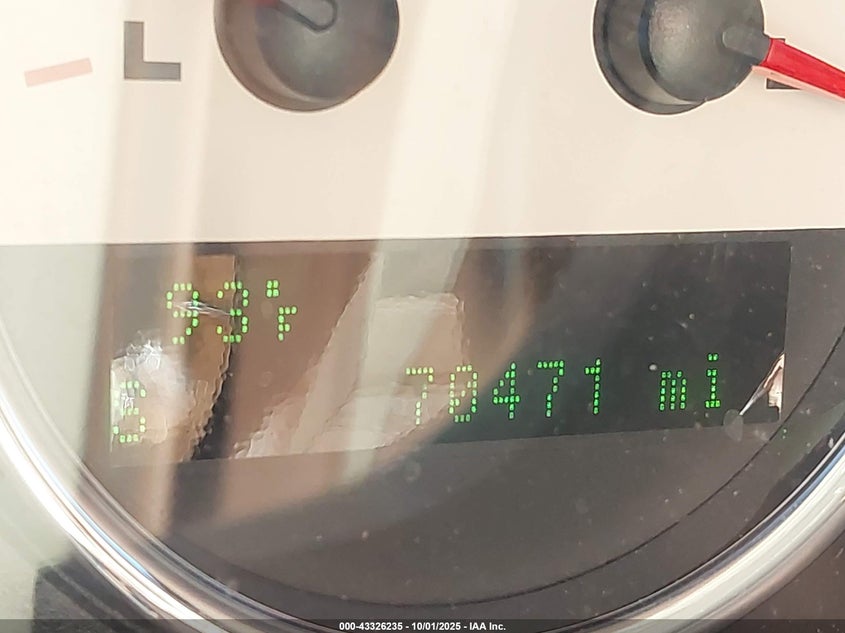 L
93°F
S 70471 mi
000-43326235 - 10/01/2025 - IAA Inc.